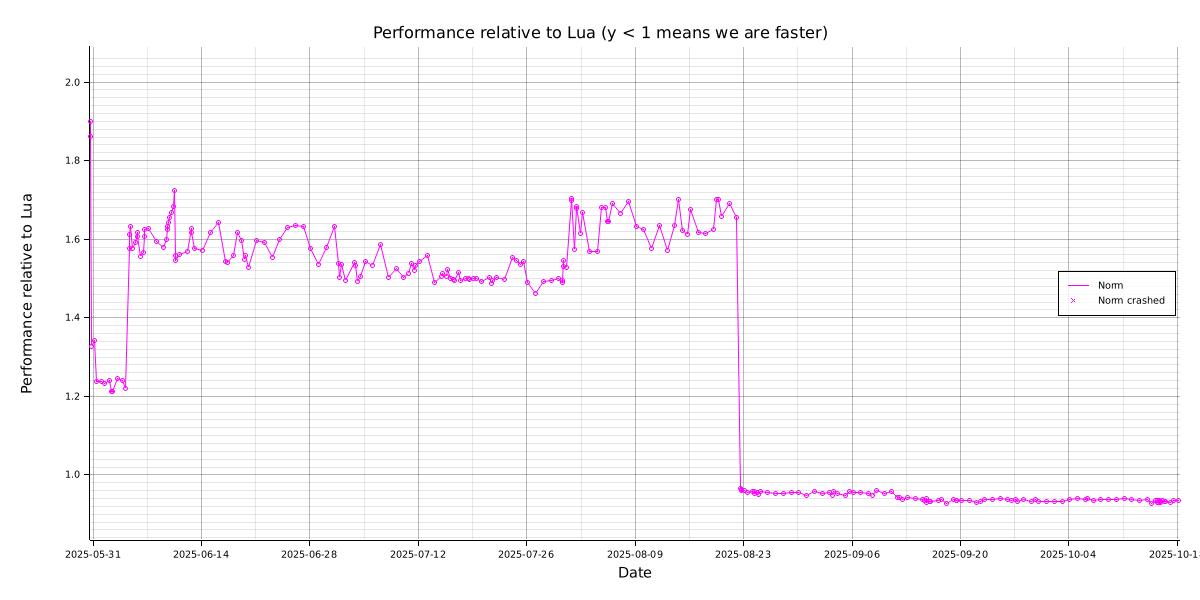 Performance relative to Lua (y < 1 means we are faster)
Performance relative to Lua
2.0
1.8
1.6
1.4
1.2
1.0
Norm
Norm crashed
2025-05-31 2025-06-14 2025-06-28 2025-07-12 2025-07-26 2025-08-09 2025-08-23 2025-09-06 2025-09-20 2025-10-04 2025-10-1
Date